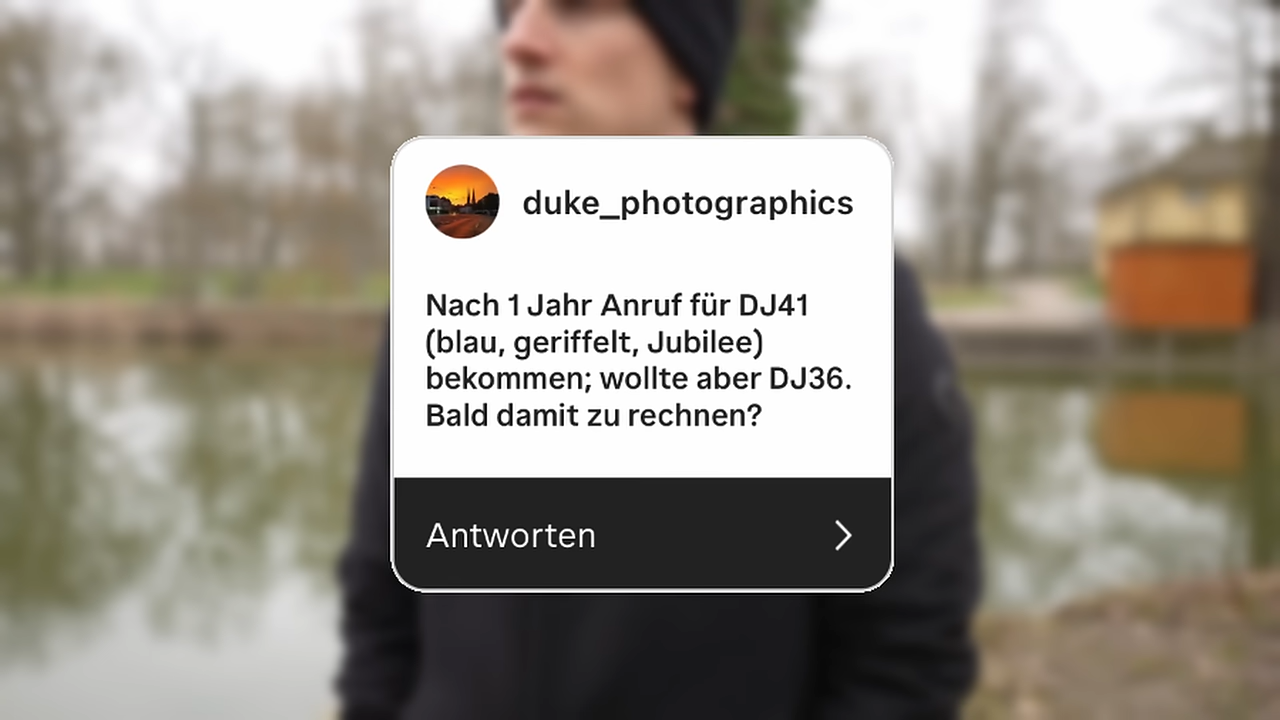 duke_photographics
Nach 1 Jahr Anruf für DJ41
(blau, geriffelt, Jubilee)
bekommen; wollte aber DJ36.
Bald damit zu rechnen?
Antworten